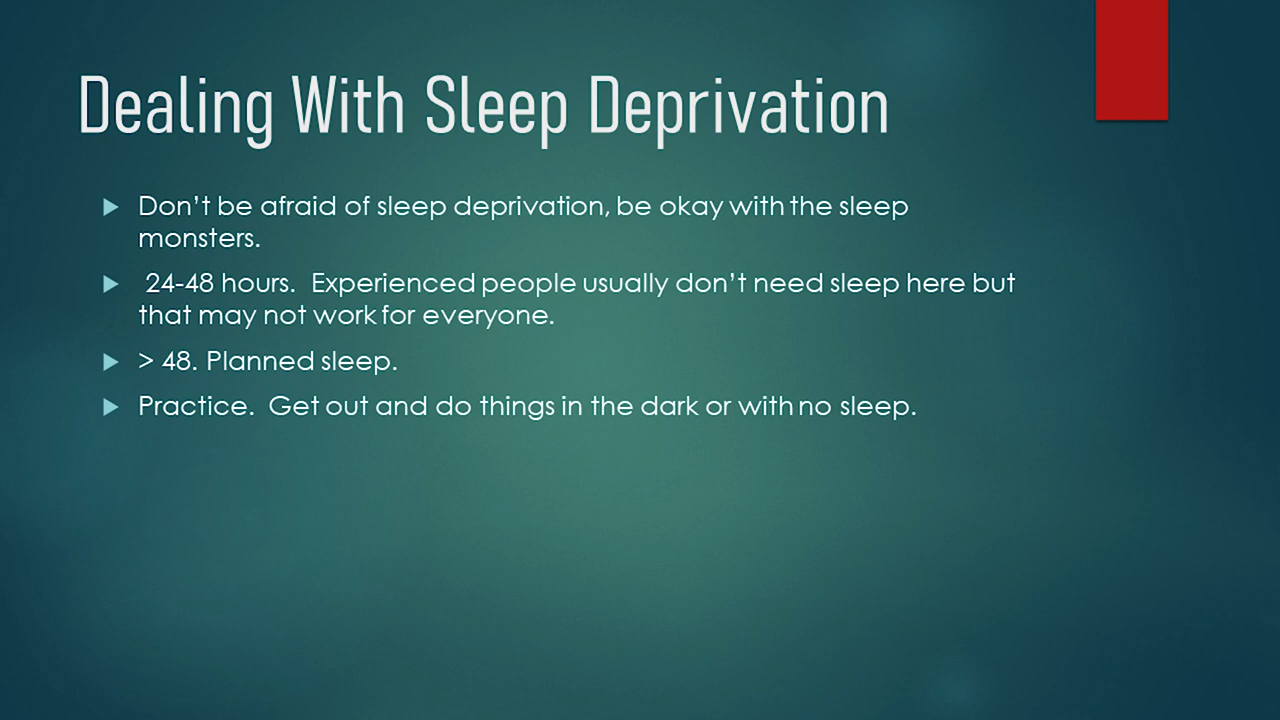 Dealing With Sleep Deprivation
Don't be afraid of sleep deprivation, be okay with the sleep
monsters.
24-48 hours.  Experienced people usually don't need sleep here but
that may not work for everyone.
> 48. Planned sleep.
Practice.  Get out and do things in the dark or with no sleep.